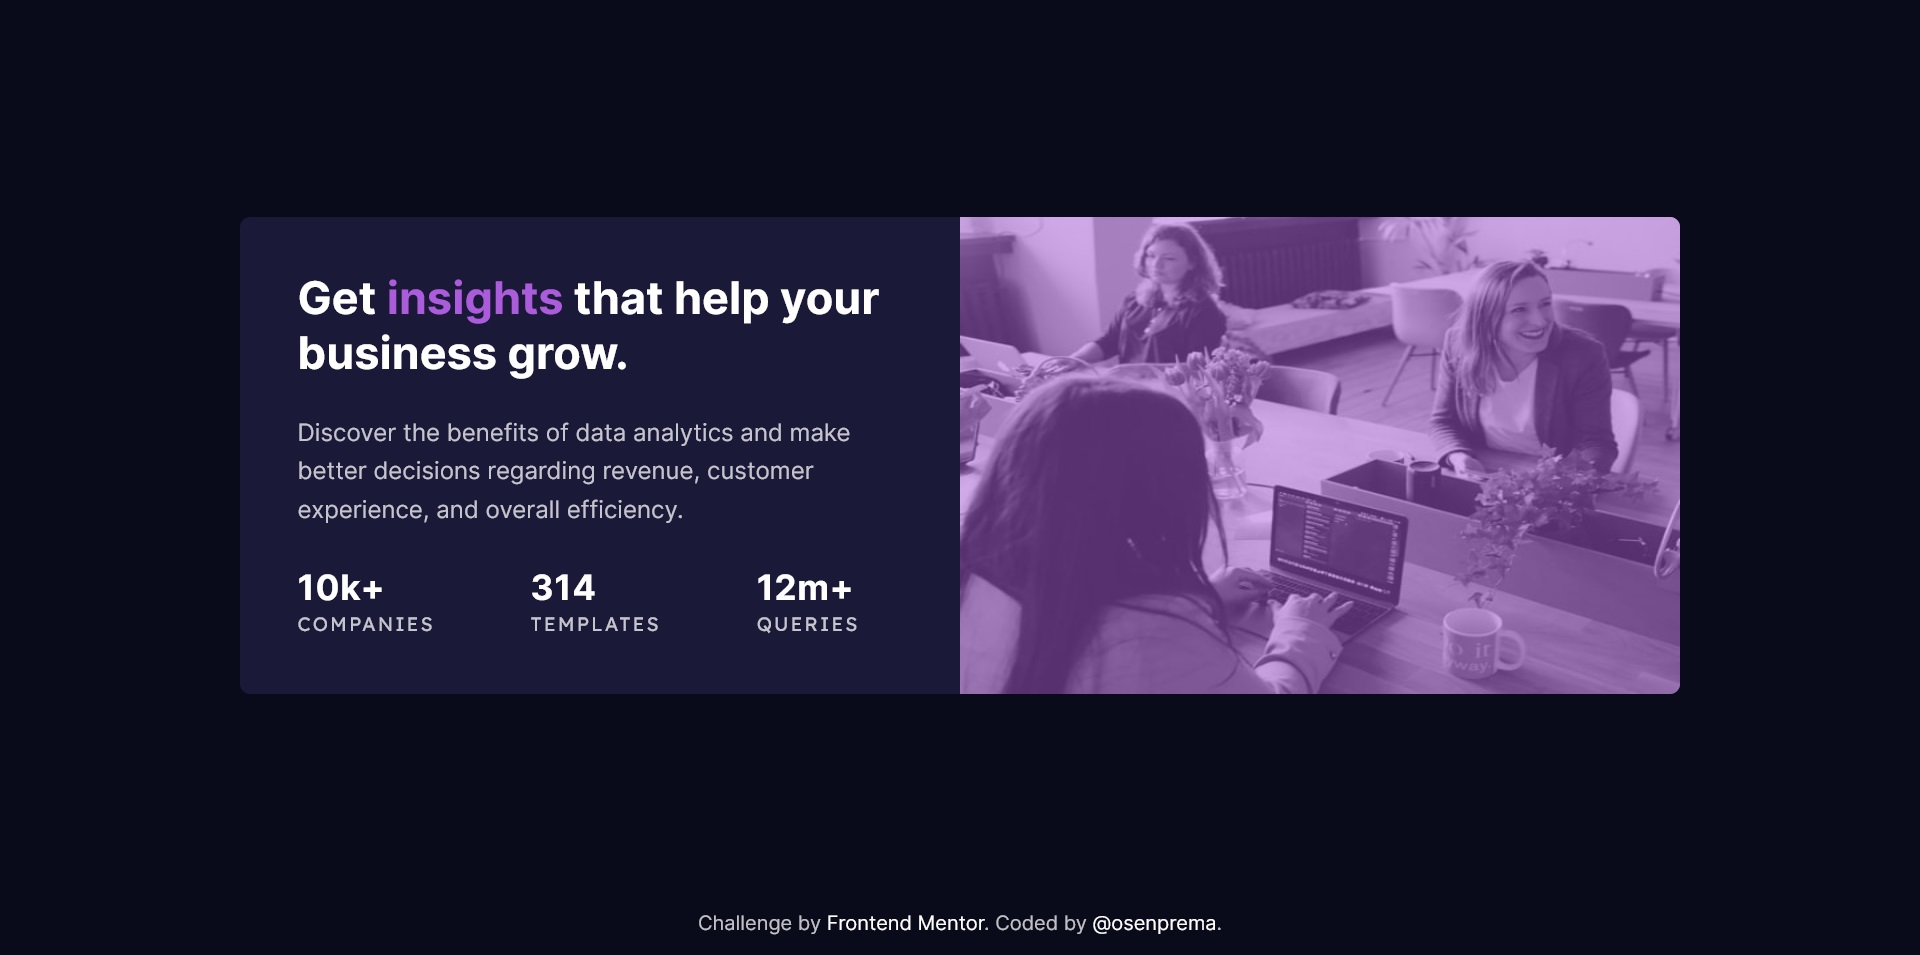 Get insights that help your
business grow.
Discover the benefits of data analytics and make
better decisions regarding revenue, customer
experience, and overall efficiency.
10k+
COMPANIES
314
TEMPLATES
12m+
QUERIES
Challenge by Frontend Mentor. Coded by @osenprema.